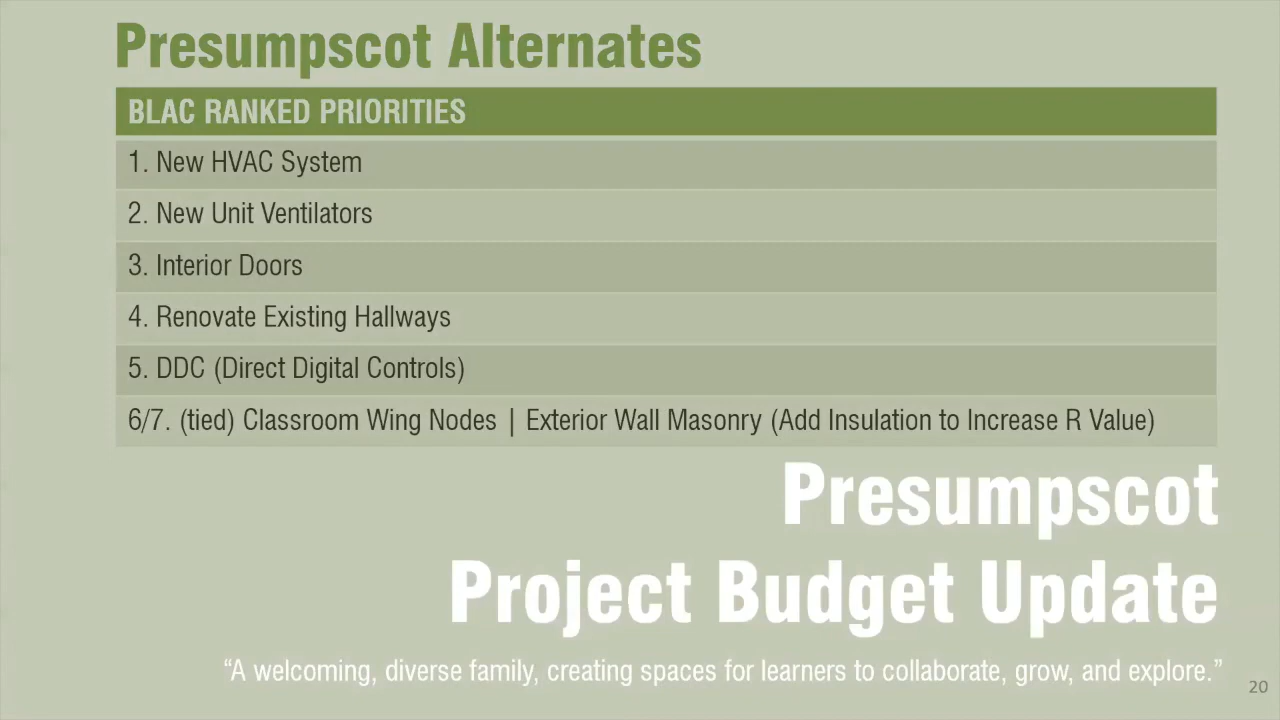 Presumpscot Alternates
BLAC RANKED PRIORITIES
1. New HVAC System
2. New Unit Ventilators
3. Interior Doors
4. Renovate Existing Hallways
5. DDC (Direct Digital Controls)
6/7. (tied) Classroom Wing Nodes | Exterior Wall Masonry (Add Insulation to Increase R Value)
Presumpscot
Project Budget Update
“A welcoming, diverse family, creating spaces for learners to collaborate, grow, and explore.”
20